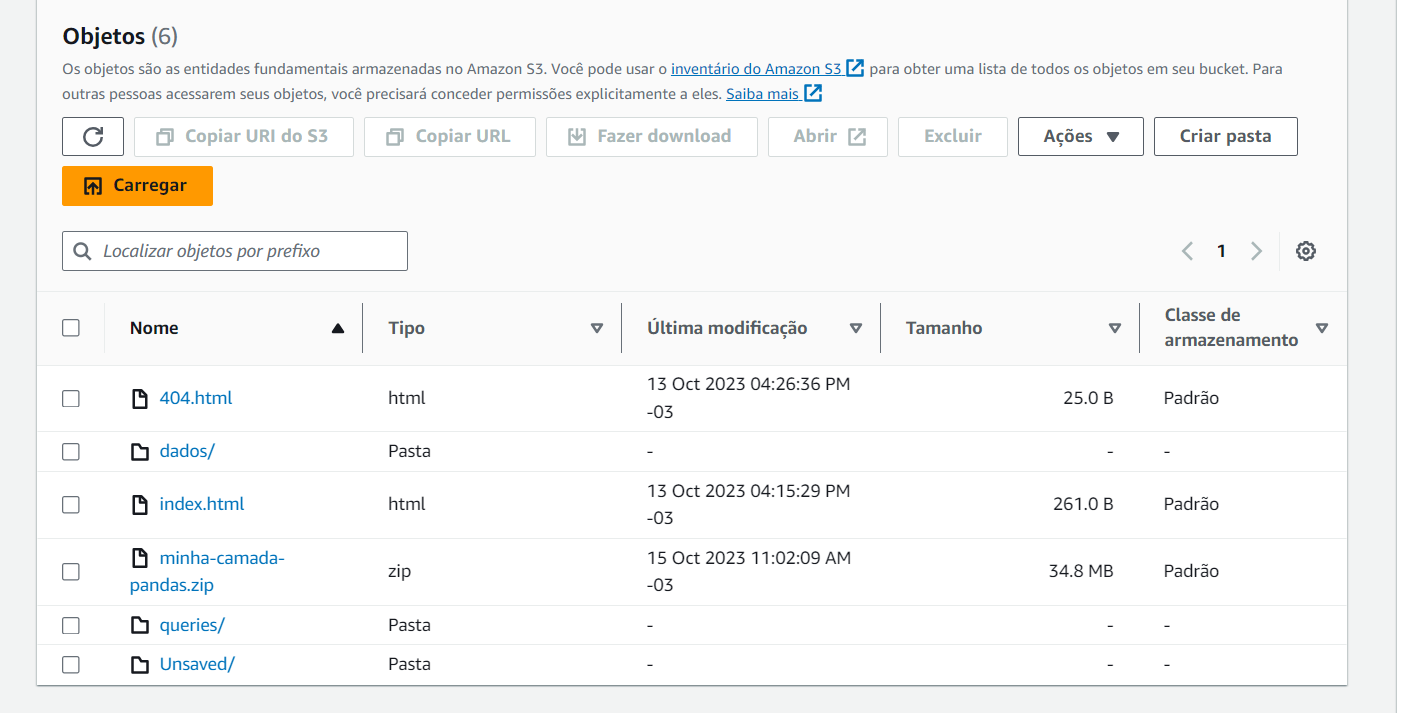 Objetos (6)
Os objetos são as entidades fundamentais armazenadas no Amazon S3. Você pode usar o inventário do Amazon S3 para obter uma lista de todos os objetos em seu bucket. Para
outras pessoas acessarem seus objetos, você precisará conceder permissões explicitamente a eles. Saiba mais
Copiar URI do S3 Copiar URL Fazer download Abrir Excluir Ações Criar pasta
Carregar
Localizar objetos por prefixo 1
Nome Tipo Última modificação Tamanho Classe de
armazenamento
404.html html 13 Oct 2023 04:26:36 PM 25.0 B Padrão
-03
dados/ Pasta - - -
index.html html 13 Oct 2023 04:15:29 PM 261.0 B Padrão
-03
minha-camada- zip 15 Oct 2023 11:02:09 AM 34.8 MB Padrão
pandas.zip -03
queries/ Pasta - - -
Unsaved/ Pasta - - -